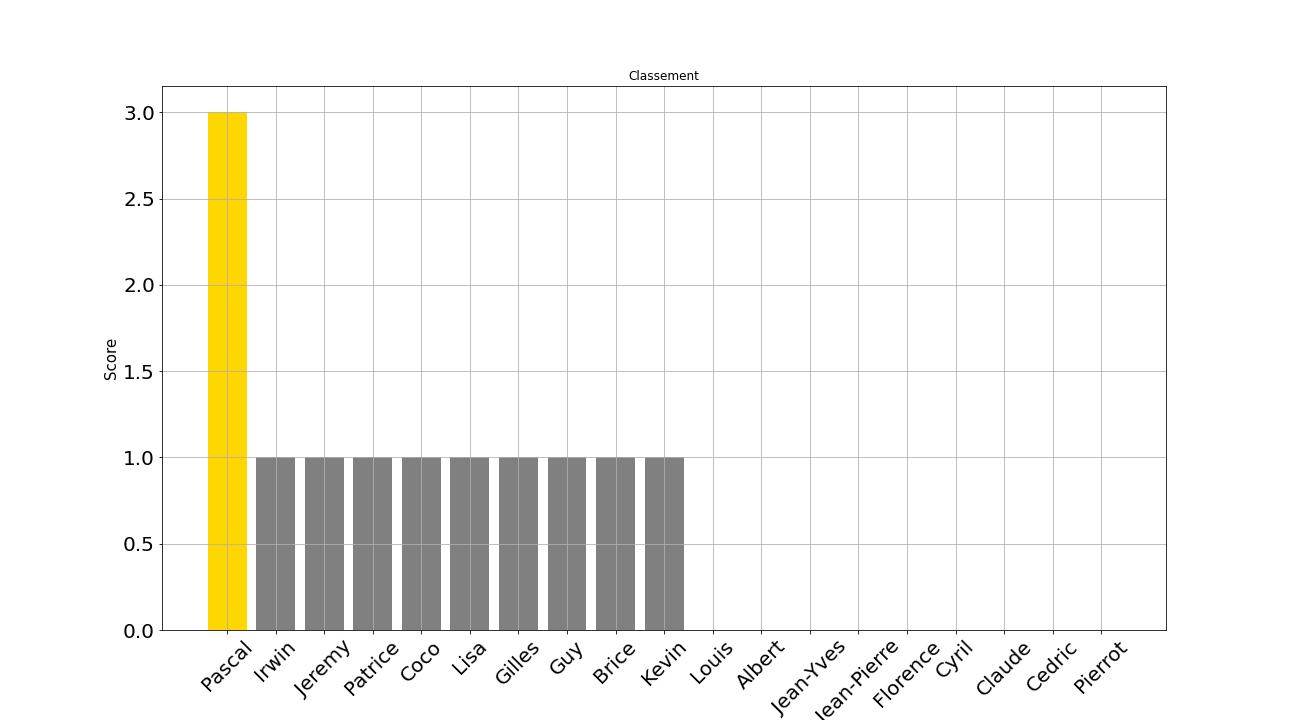 Classement
3.0
2.5
2.0
1.5
1.0
0.5
0.0
Score
Pascal
Irwin
Jeremy
Patrice
Coco
Lisa
Gilles
Guy
Brice
Kevin
Louis
Albert
Jean-Yves
Jean-Pierre
Florence
Cyril
Claude
Cedric
Pierrot